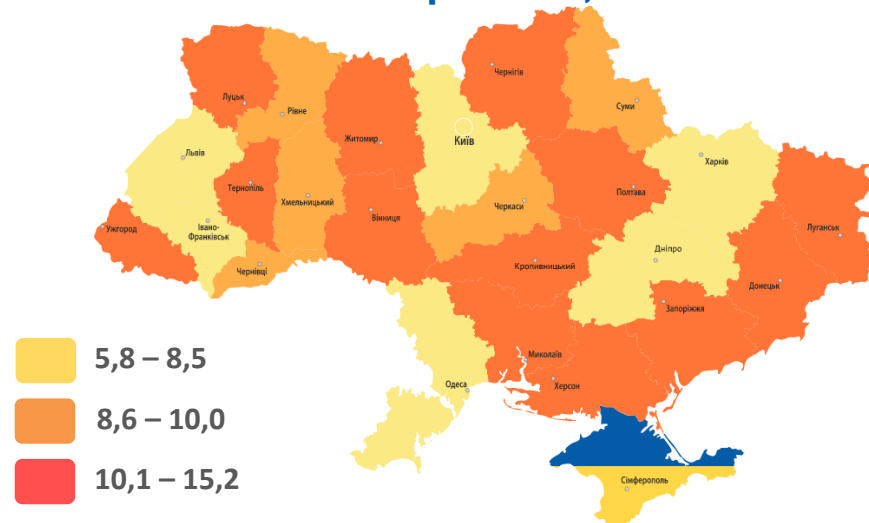 Чернігів
Луцьк
Рівне
Суми
Житомир
Київ
Львів
Харків
Тернопіль
Полтава
Хмельницький
Черкаси
Вінниця
Ужгород
Івано-
Франківськ
Луганськ
Дніпро
Чернівці
Кропивницький
Донецьк
Запоріжжя
Миколаїв
Одеса
Херсон
Сімферополь
5,8 – 8,5
8,6 – 10,0
10,1 – 15,2